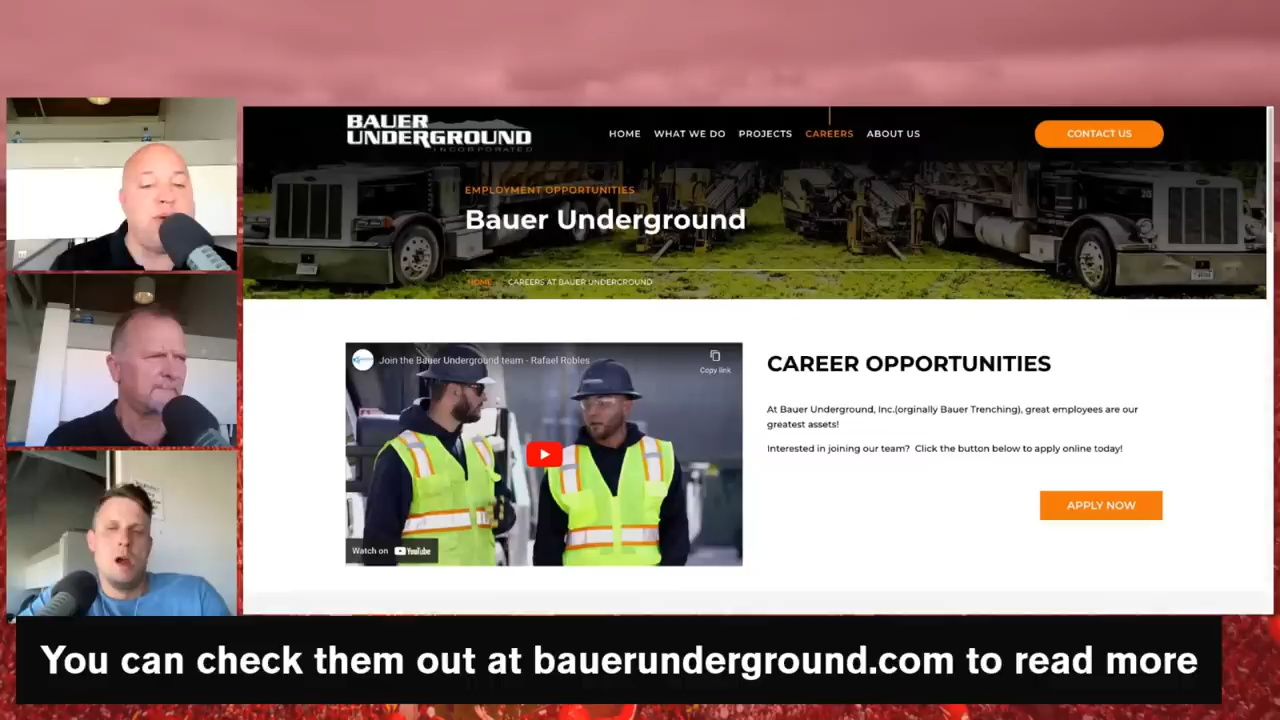 BAUER
UNDERGROUND
INCORPORATED
HOME WHAT WE DO PROJECTS CAREERS ABOUT US
CONTACT US
EMPLOYMENT OPPORTUNITIES
Bauer Underground
HOME CAREERS AT BAUER UNDERGROUND
Join the Bauer Underground team - Rafael Robles
Copy link
Watch on YouTube
CAREER OPPORTUNITIES
At Bauer Underground, Inc.(orginally Bauer Trenching), great employees are our
greatest assets!
Interested in joining our team? Click the button below to apply online today!
APPLY NOW
You can check them out at bauerunderground.com to read more